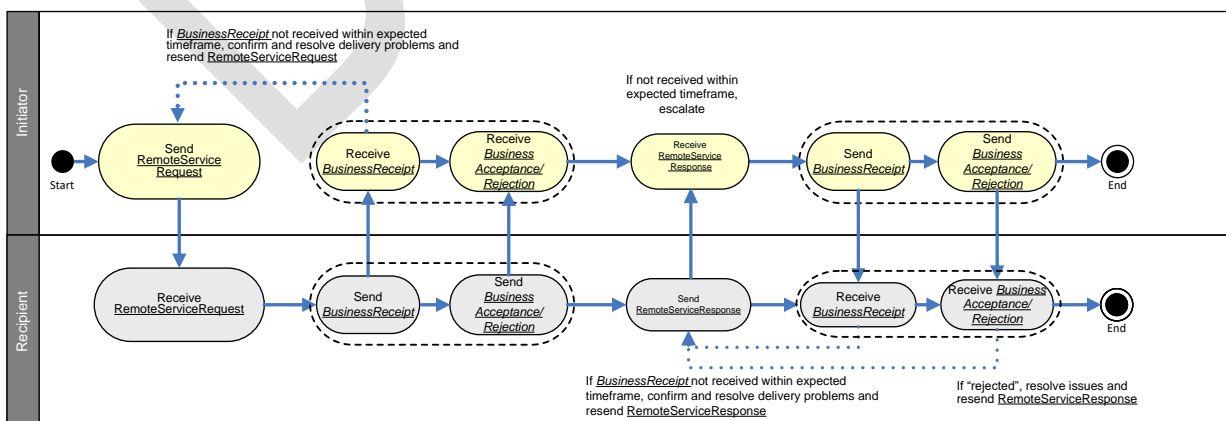 If BusinessReceipt not received within expected
timeframe, confirm and resolve delivery problems and
resend RemoteServiceRequest
If not received within
expected timeframe,
escalate
Initiator
Start
Send
RemoteService
Request
Receive
BusinessReceipt
Receive
Business
Acceptance/
Rejection
Receive
RemoteService
Response
Send
BusinessReceipt
Send
Business
Acceptance/
Rejection
End
Recipient
Receive
RemoteServiceRequest
Send
BusinessReceipt
Send
Business
Acceptance/
Rejection
Send
RemoteServiceResponse
Receive
BusinessReceipt
Receive Business
Acceptance/
Rejection
End
If BusinessReceipt not received within expected
timeframe, confirm and resolve delivery problems and
resend RemoteServiceResponse
If “rejected”, resolve issues and
resend RemoteServiceResponse